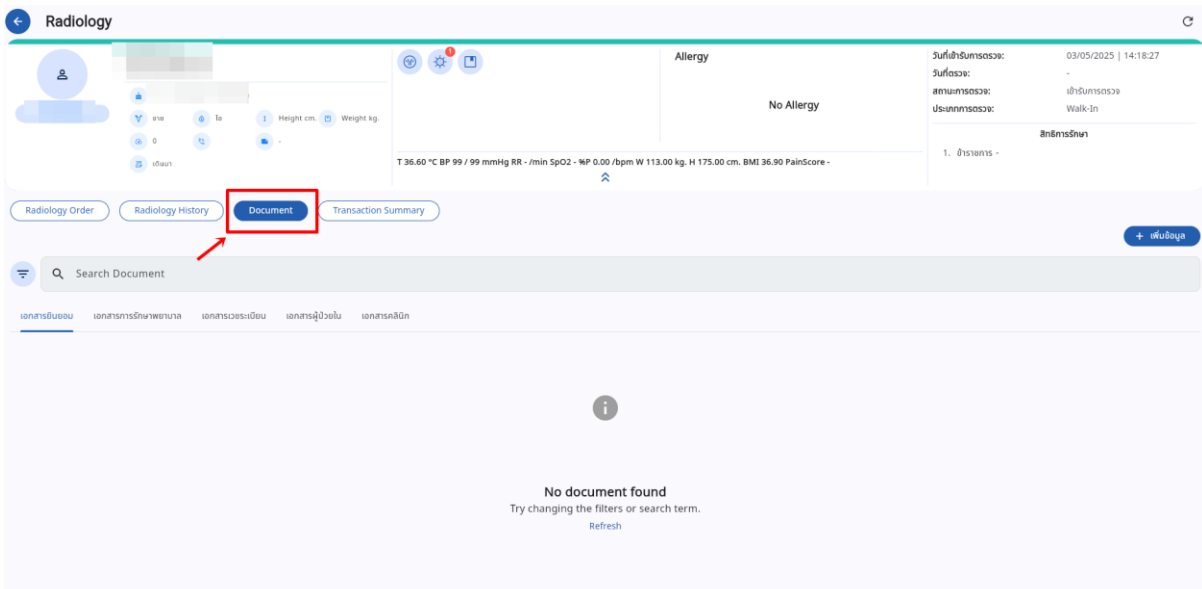 Radiology
Allergy
No Allergy
วันที่เข้ารับการตรวจ: 03/05/2025 | 14:18:27
วันที่ตรวจ: -
สถานะการตรวจ: เข้ารับการตรวจ
ประเภทการตรวจ: Walk-In
สิทธิการรักษา
1. ข้าราชการ -
1
ชาย โอ Height cm. Weight kg.
0 -
เดินมา
T 36.60 °C BP 99 / 99 mmHg RR - /min SpO2 - %P 0.00 /bpm W 113.00 kg. H 175.00 cm. BMI 36.90 PainScore -
Radiology Order Radiology History Document Transaction Summary
+ เพิ่มข้อมูล
Search Document
เอกสารยินยอม เอกสารการรักษาพยาบาล เอกสารเวชระเบียน เอกสารผู้ป่วยใน เอกสารคลินิก
No document found
Try changing the filters or search term.
Refresh